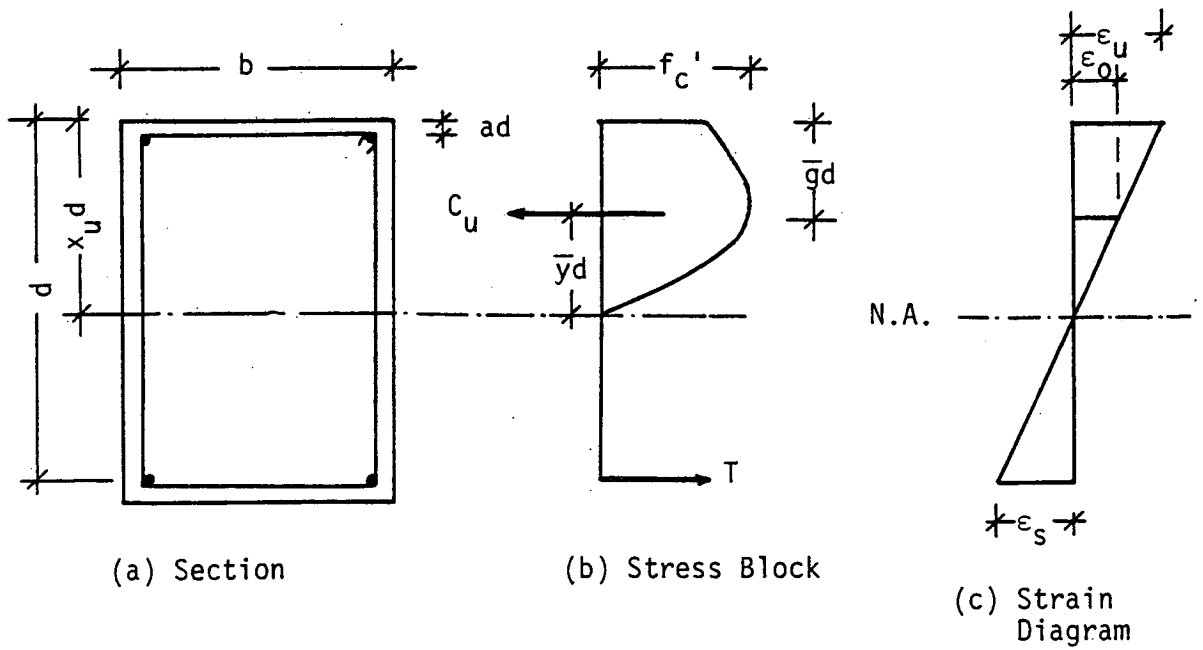 b
f_c'
ε_u
ε_o
ad
x_u d
d
C_u
ȳd
ḡd
N.A.
T
ε_s
(a) Section
(b) Stress Block
(c) Strain
Diagram